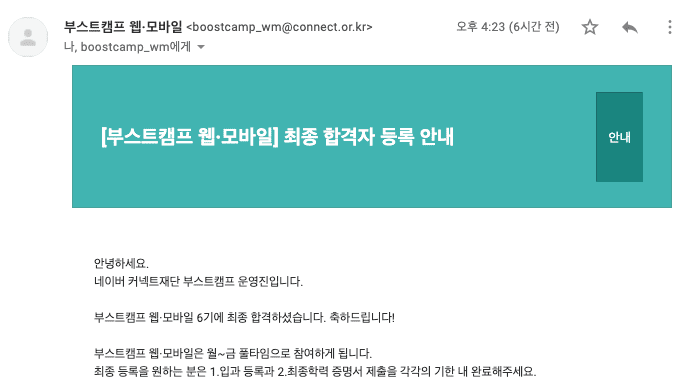 부스트캠프 웹·모바일 <boostcamp_wm@connect.or.kr>
오후 4:23 (6시간 전)
나, boostcamp_wm에게
[부스트캠프 웹·모바일] 최종 합격자 등록 안내
안내
안녕하세요.
네이버 커넥트재단 부스트캠프 운영진입니다.
부스트캠프 웹·모바일 6기에 최종 합격하셨습니다. 축하드립니다!
부스트캠프 웹·모바일은 월~금 풀타임으로 참여하게 됩니다.
최종 등록을 원하는 분은 1.입과 등록과 2.최종학력 증명서 제출을 각각의 기한 내 완료해주세요.